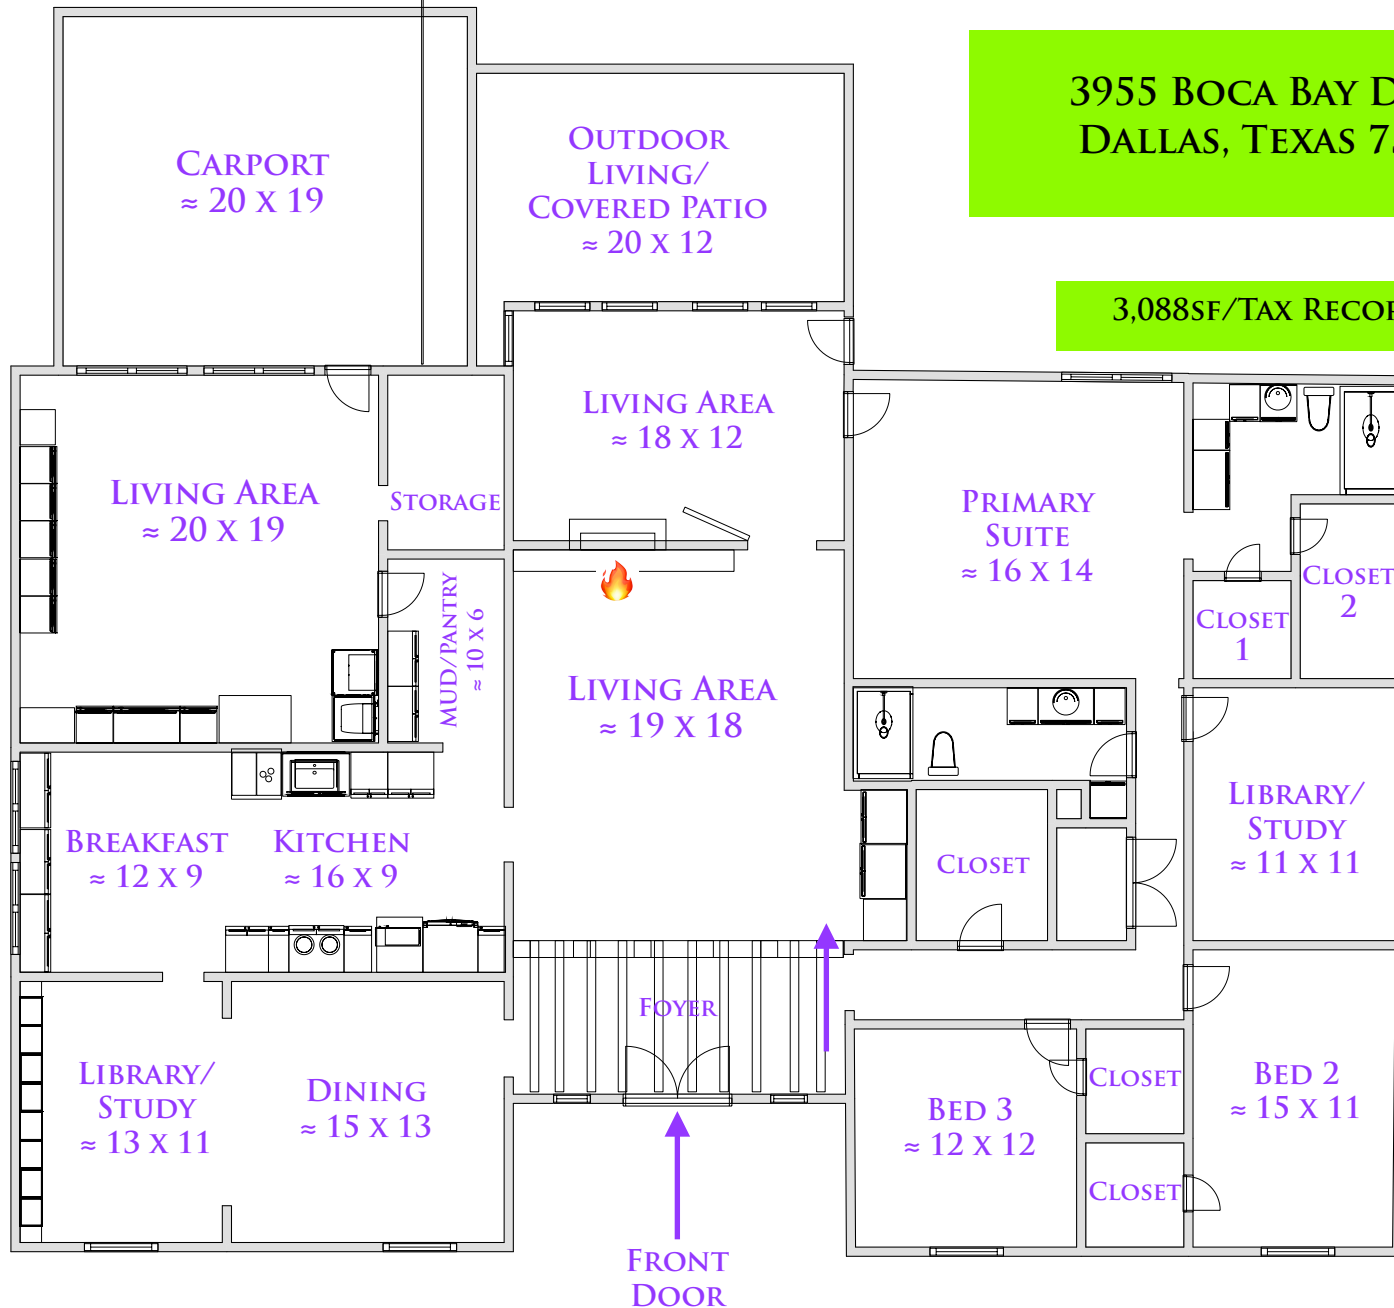 3955 Boca Bay D
Dallas, Texas 7
3,088sf/Tax Recor
Carport
≈ 20 x 19
Outdoor
Living/
Covered Patio
≈ 20 x 12
Living Area
≈ 18 x 12
Living Area
≈ 20 x 19
Storage
Primary
Suite
≈ 16 x 14
Closet
2
Closet
1
Mud/Pantry
≈ 10 x 6
Living Area
≈ 19 x 18
Library/
Study
≈ 11 x 11
Breakfast
≈ 12 x 9
Kitchen
≈ 16 x 9
Closet
Foyer
Library/
Study
≈ 13 x 11
Dining
≈ 15 x 13
Bed 3
≈ 12 x 12
Closet
Bed 2
≈ 15 x 11
Closet
Front
Door